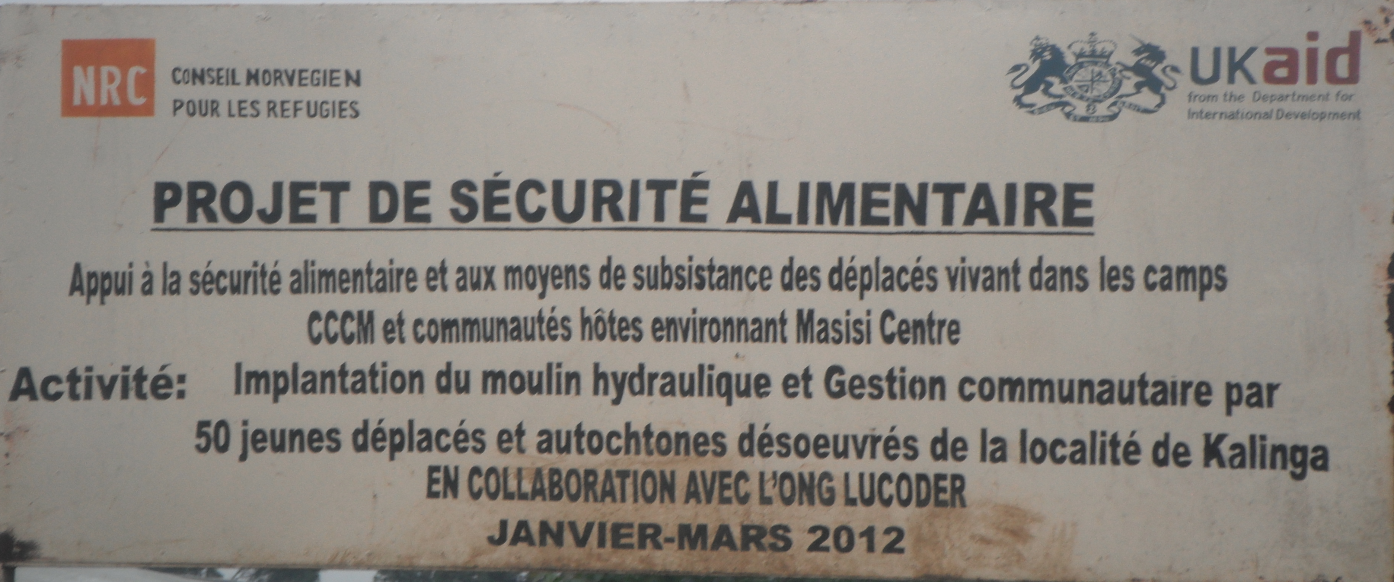 NRC
CONSEIL NORVEGIEN
POUR LES REFUGIES
UKaid
from the Department for
International Development
PROJET DE SÉCURITÉ ALIMENTAIRE
Appui à la sécurité alimentaire et aux moyens de subsistance des déplacés vivant dans les camps
CCCM et communautés hôtes environnant Masisi Centre
Activité: Implantation du moulin hydraulique et Gestion communautaire par
50 jeunes déplacés et autochtones désoeuvrés de la localité de Kalinga
EN COLLABORATION AVEC L'ONG LUCODER
JANVIER-MARS 2012